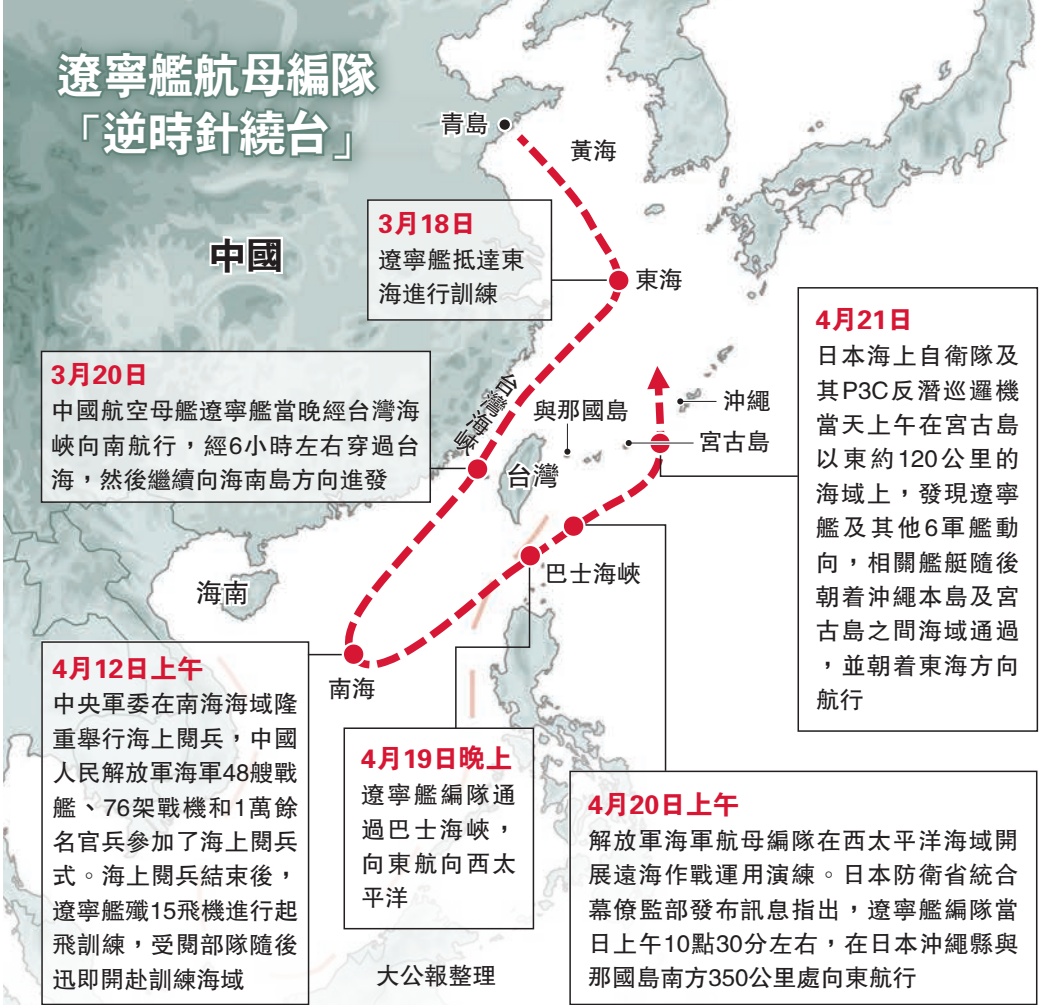 遼寧艦航母編隊
「逆時針繞台」
青島
黃海
3月18日
遼寧艦抵達東
海進行訓練
中國
東海
4月21日
日本海上自衛隊及
其P3C反潛巡邏機
當天上午在宮古島
以東約120公里的
海域上，發現遼寧
艦及其他6軍艦動
向，相關艦艇隨後
朝着沖繩本島及宮
古島之間海域通過
，並朝着東海方向
航行
3月20日
中國航空母艦遼寧艦當晚經台灣海
峽向南航行，經6小時左右穿過台
海，然後繼續向海南島方向進發
台灣海峽
與那國島
沖繩
宮古島
台灣
巴士海峽
海南
南海
4月12日上午
中央軍委在南海海域隆
重舉行海上閱兵，中國
人民解放軍海軍48艘戰
艦、76架戰機和1萬餘
名官兵參加了海上閱兵
式。海上閱兵結束後，
遼寧艦殲15飛機進行起
飛訓練，受閱部隊隨後
迅即開赴訓練海域
4月19日晚上
遼寧艦編隊通
過巴士海峽，
向東航向西太
平洋
4月20日上午
解放軍海軍航母編隊在西太平洋海域開
展遠海作戰運用演練。日本防衛省統合
幕僚監部發布訊息指出，遼寧艦編隊當
日上午10點30分左右，在日本沖繩縣與
那國島南方350公里處向東航行
大公報整理